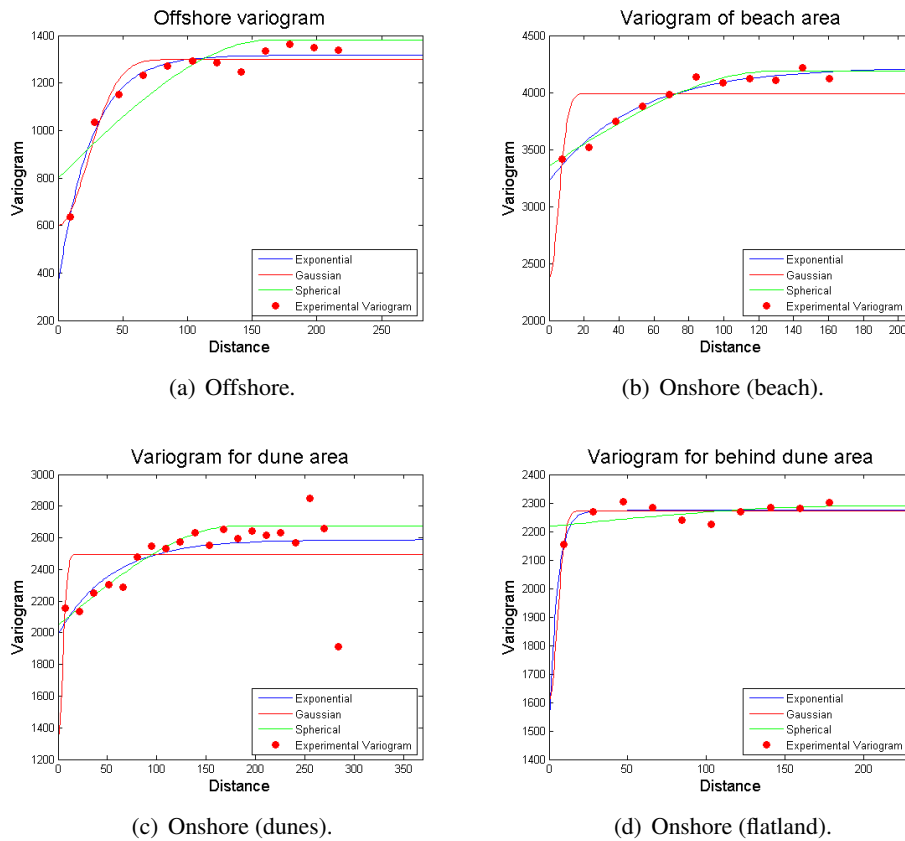 Offshore variogram
1400
1200
1000
800
600
400
200
Variogram
0 50 100 150 200 250
Distance
Exponential
Gaussian
Spherical
Experimental Variogram
(a) Offshore.
Variogram of beach area
4500
4000
3500
3000
2500
2000
Variogram
0 20 40 60 80 100 120 140 160 180 200
Distance
Exponential
Gaussian
Spherical
Experimental Variogram
(b) Onshore (beach).
Variogram for dune area
3000
2800
2600
2400
2200
2000
1800
1600
1400
1200
Variogram
0 50 100 150 200 250 300 350
Distance
Exponential
Gaussian
Spherical
Experimental Variogram
(c) Onshore (dunes).
Variogram for behind dune area
2400
2300
2200
2100
2000
1900
1800
1700
1600
1500
1400
Variogram
0 50 100 150 200
Distance
Exponential
Gaussian
Spherical
Experimental Variogram
(d) Onshore (flatland).